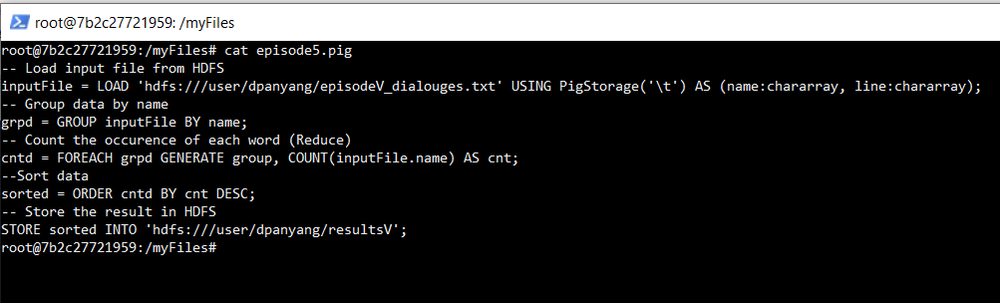 root@7b2c27721959: /myFiles
root@7b2c27721959:/myFiles# cat episode5.pig
-- Load input file from HDFS
inputFile = LOAD 'hdfs:///user/dpanyang/episodeV_dialouges.txt' USING PigStorage('\t') AS (name:chararray, line:chararray);
-- Group data by name
grpd = GROUP inputFile BY name;
-- Count the occurence of each word (Reduce)
cntd = FOREACH grpd GENERATE group, COUNT(inputFile.name) AS cnt;
--Sort data
sorted = ORDER cntd BY cnt DESC;
-- Store the result in HDFS
STORE sorted INTO 'hdfs:///user/dpanyang/resultsV';
root@7b2c27721959:/myFiles#